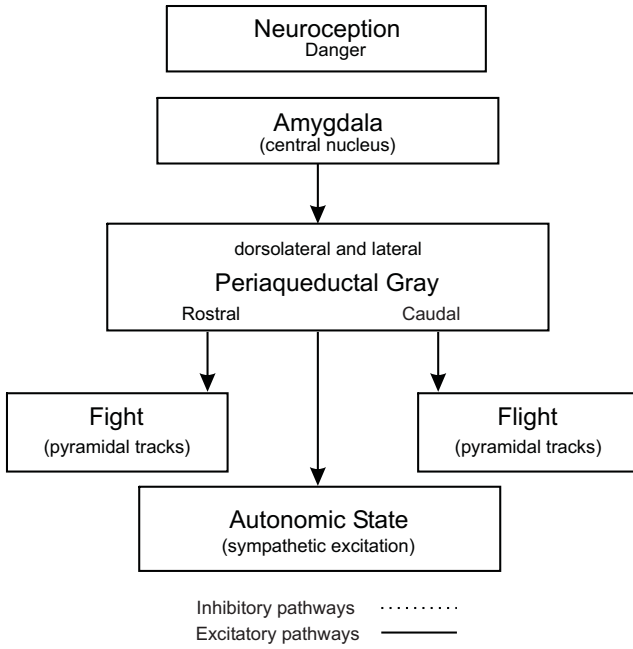 Neuroception
Danger
Amygdala
(central nucleus)
dorsolateral and lateral
Periaqueductal Gray
Rostral Caudal
Fight
(pyramidal tracks)
Flight
(pyramidal tracks)
Autonomic State
(sympathetic excitation)
Inhibitory pathways
Excitatory pathways